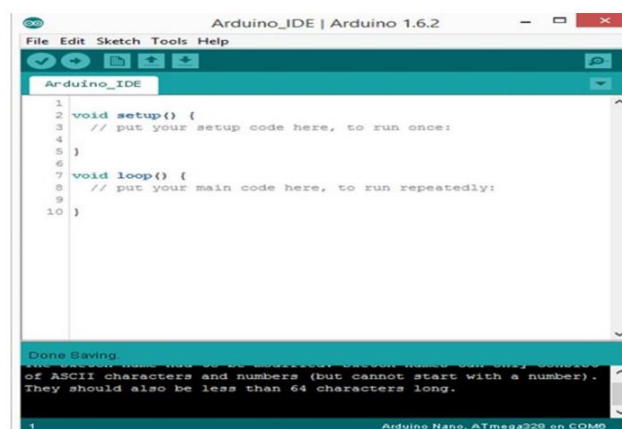 Arduino_IDE | Arduino 1.6.2
File Edit Sketch Tools Help
Arduino_IDE
1
2 void setup() {
3 // put your setup code here, to run once:
4
5 }
6
7 void loop() {
8 // put your main code here, to run repeatedly:
9
10 }
Done Saving.
of ASCII characters and numbers (but cannot start with a number).
They should also be less than 64 characters long.
1 Arduino Nano, ATmega328 on COM6